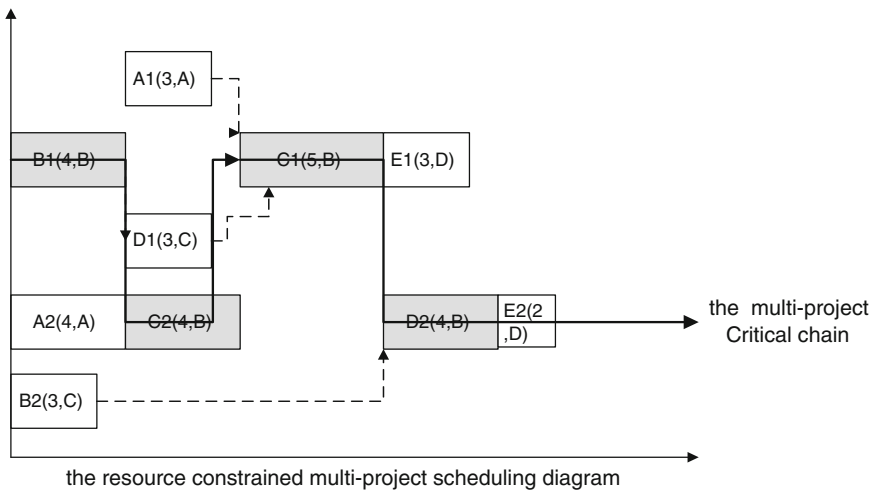 A1(3,A)
B1(4,B)
C1(5,B)
E1(3,D)
D1(3,C)
A2(4,A)
C2(4,B)
D2(4,B)
E2(2
,D)
the multi-project
Critical chain
B2(3,C)
the resource constrained multi-project scheduling diagram